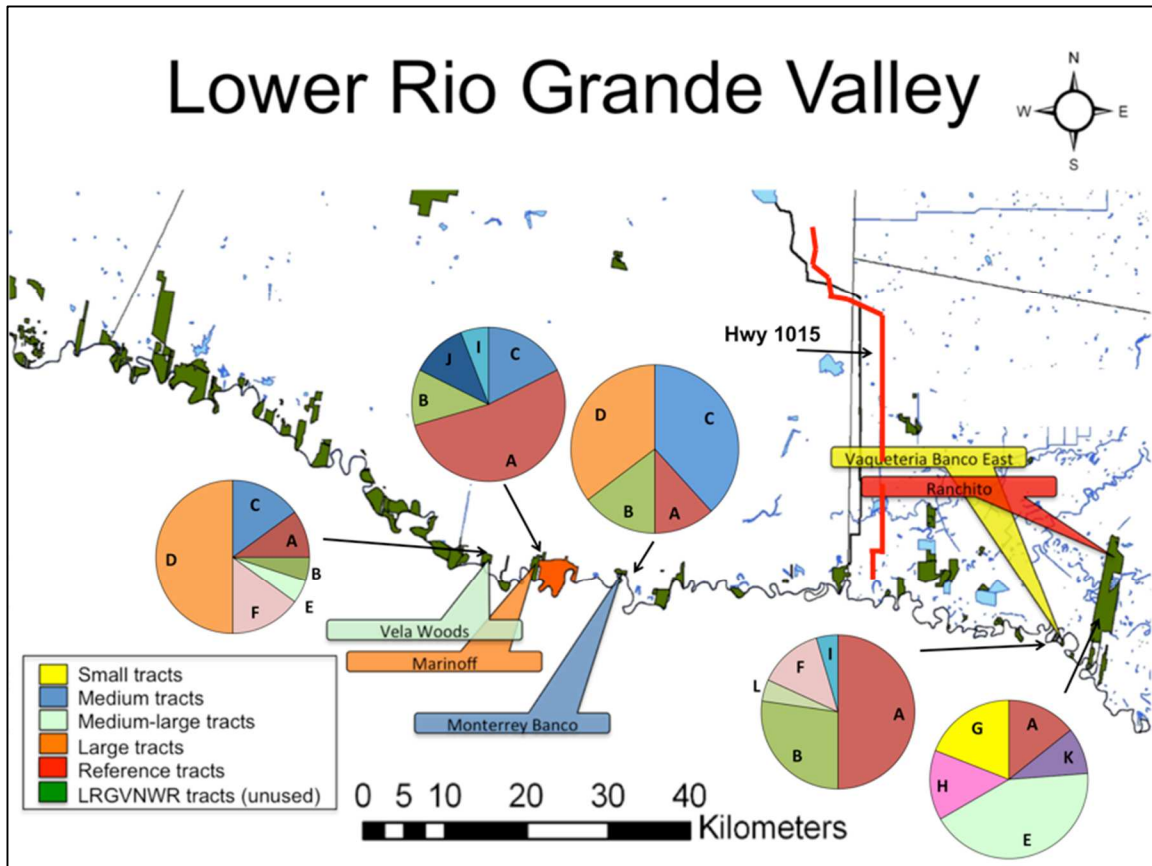 Lower Rio Grande Valley
N
W E
S
Hwy 1015
J I C
B
A
D C
B A
Vaqueteria Banco East
Ranchito
C
D A
B
E
F
Vela Woods
Marinoff
Monterrey Banco
Small tracts
Medium tracts
Medium-large tracts
Large tracts
Reference tracts
LRGVNWR tracts (unused)
F I
L
A
B
G A
K
H
E
0 5 10 20 30 40
Kilometers